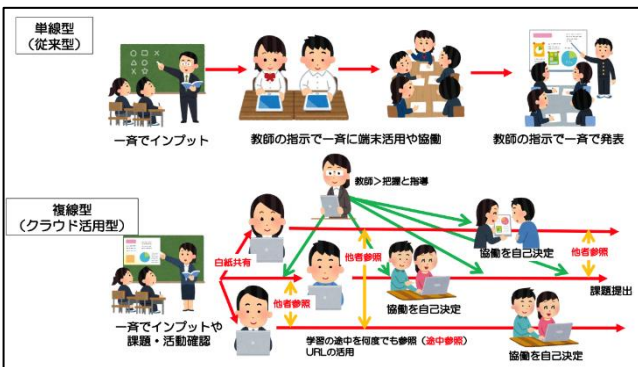 単線型
(従来型)
一斉でインプット
教師の指示で一斉に端末活用や協働
教師の指示で一斉で発表
複線型
(クラウド活用型)
教師>把握と指導
白紙共有
他者参照
他者参照
協働を自己決定
他者参照
協働を自己決定
課題提出
一斉でインプットや
課題・活動確認
学習の途中を何度でも参照(途中参照)
URLの活用
協働を自己決定